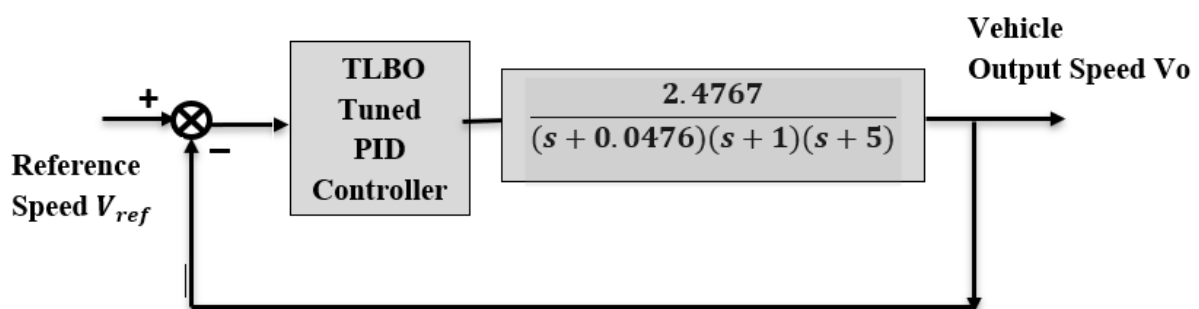 Vehicle
Output Speed Vo
TLBO
Tuned
PID
Controller
2.4767
(s + 0.0476)(s + 1)(s + 5)
+
−
Reference
Speed V_ref